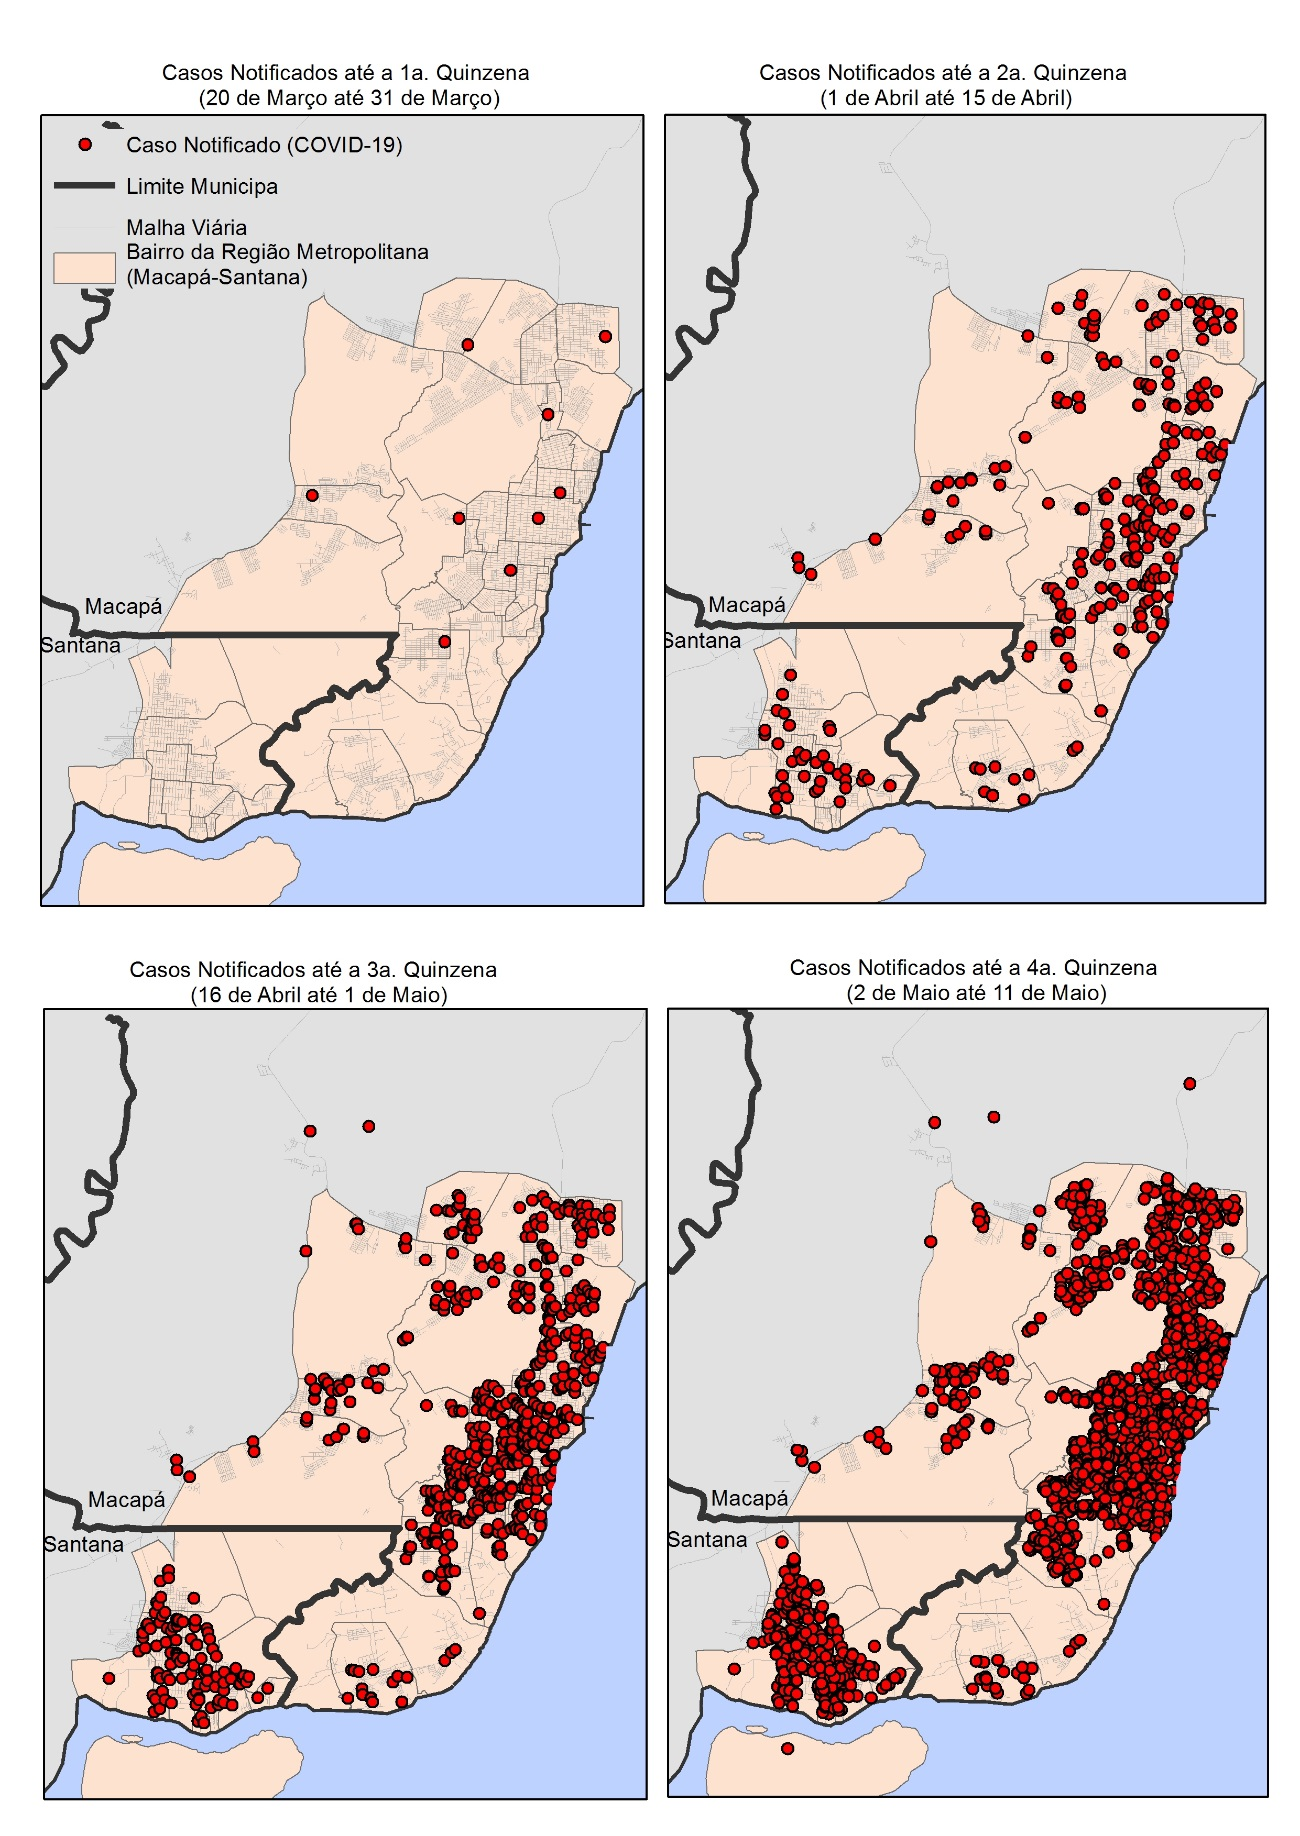 Casos Notificados até a 1a. Quinzena
(20 de Março até 31 de Março)
Caso Notificado (COVID-19)
Limite Municipa
Malha Viária
Bairro da Região Metropolitana
(Macapá-Santana)
Macapá
Santana
Casos Notificados até a 2a. Quinzena
(1 de Abril até 15 de Abril)
Macapá
Santana
Casos Notificados até a 3a. Quinzena
(16 de Abril até 1 de Maio)
Macapá
Santana
Casos Notificados até a 4a. Quinzena
(2 de Maio até 11 de Maio)
Macapá
Santana